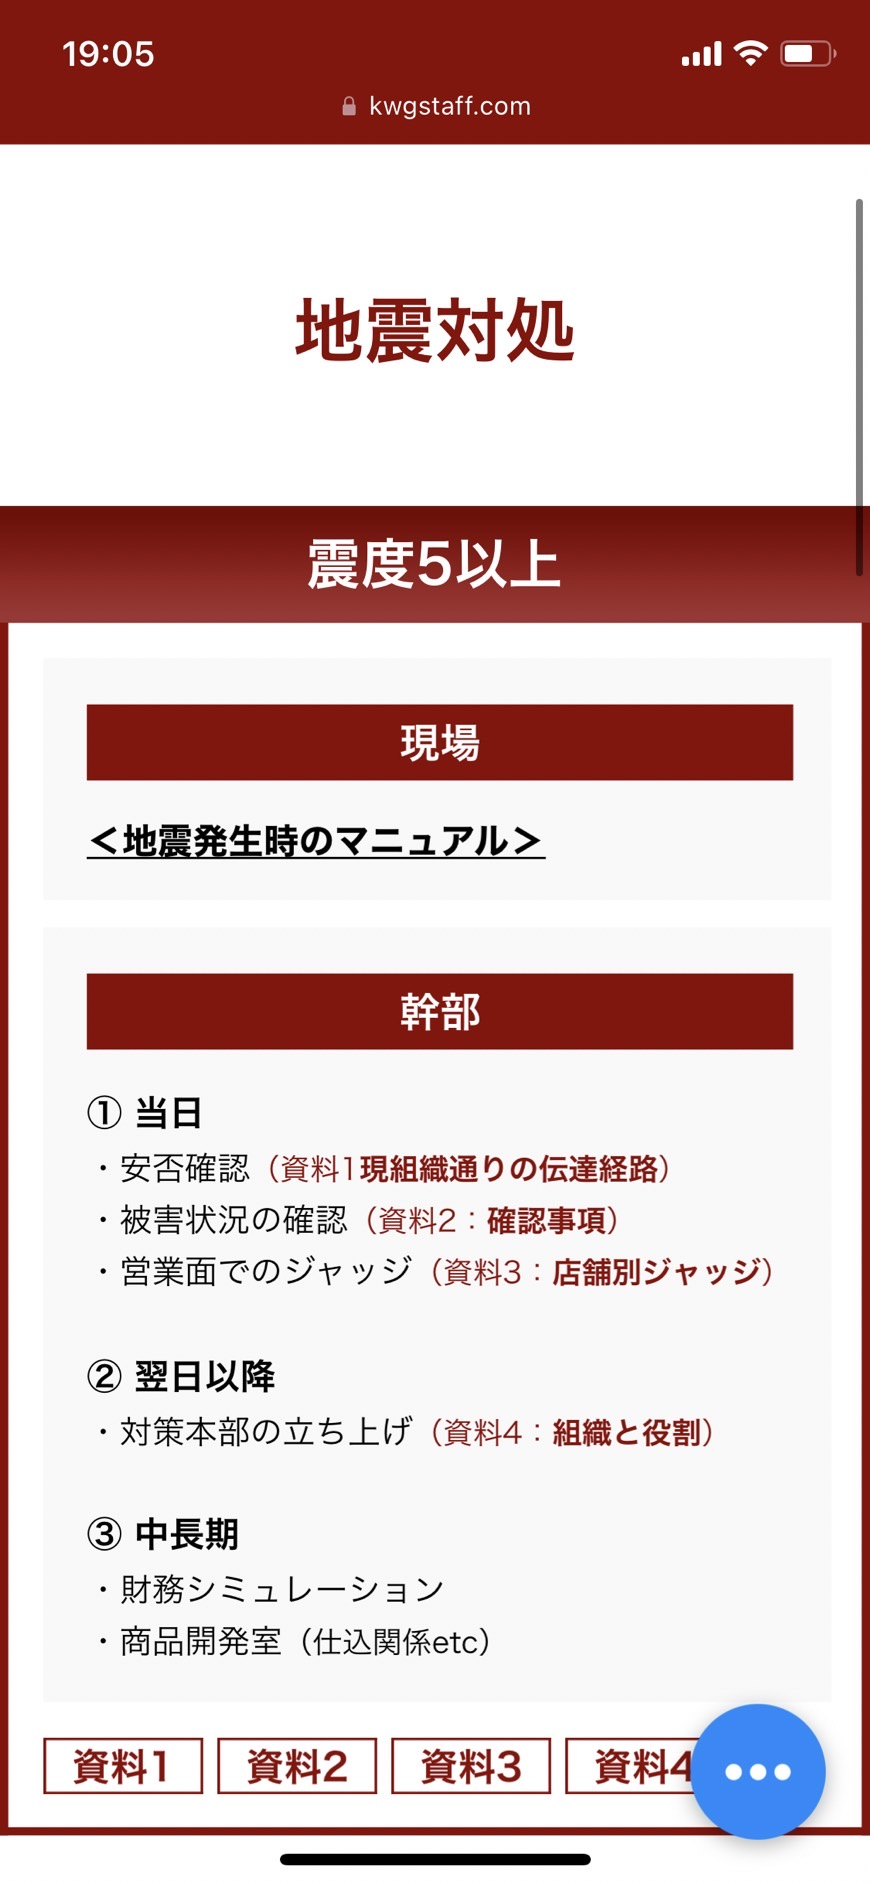 19:05
kwgstaff.com
地震対処
震度5以上
現場
＜地震発生時のマニュアル＞
幹部
① 当日
・安否確認（資料1現組織通りの伝達経路）
・被害状況の確認（資料2：確認事項）
・営業面でのジャッジ（資料3：店舗別ジャッジ）
② 翌日以降
・対策本部の立ち上げ（資料4：組織と役割）
③ 中長期
・財務シミュレーション
・商品開発室（仕込関係etc）
資料1 資料2 資料3 資料4